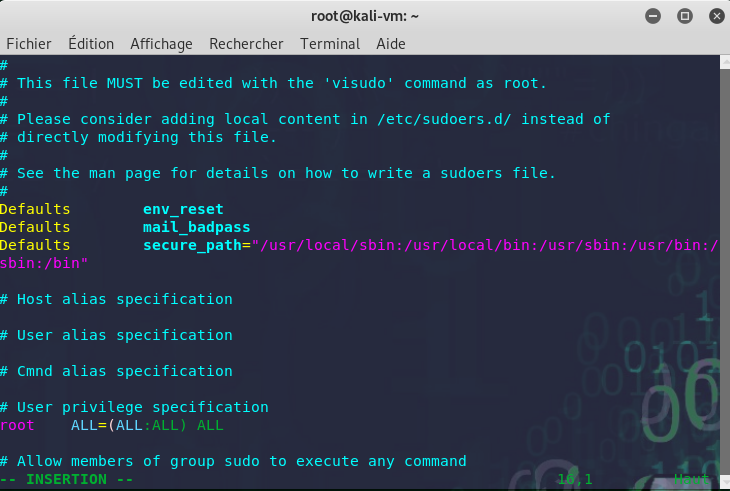 root@kali-vm: ~
Fichier Édition Affichage Rechercher Terminal Aide
#
# This file MUST be edited with the 'visudo' command as root.
#
# Please consider adding local content in /etc/sudoers.d/ instead of
# directly modifying this file.
#
# See the man page for details on how to write a sudoers file.
#
Defaults        env_reset
Defaults        mail_badpass
Defaults        secure_path="/usr/local/sbin:/usr/local/bin:/usr/sbin:/usr/bin:/
sbin:/bin"
# Host alias specification
# User alias specification
# Cmnd alias specification
# User privilege specification
root    ALL=(ALL:ALL) ALL
# Allow members of group sudo to execute any command
-- INSERTION -- 16,1 Haut